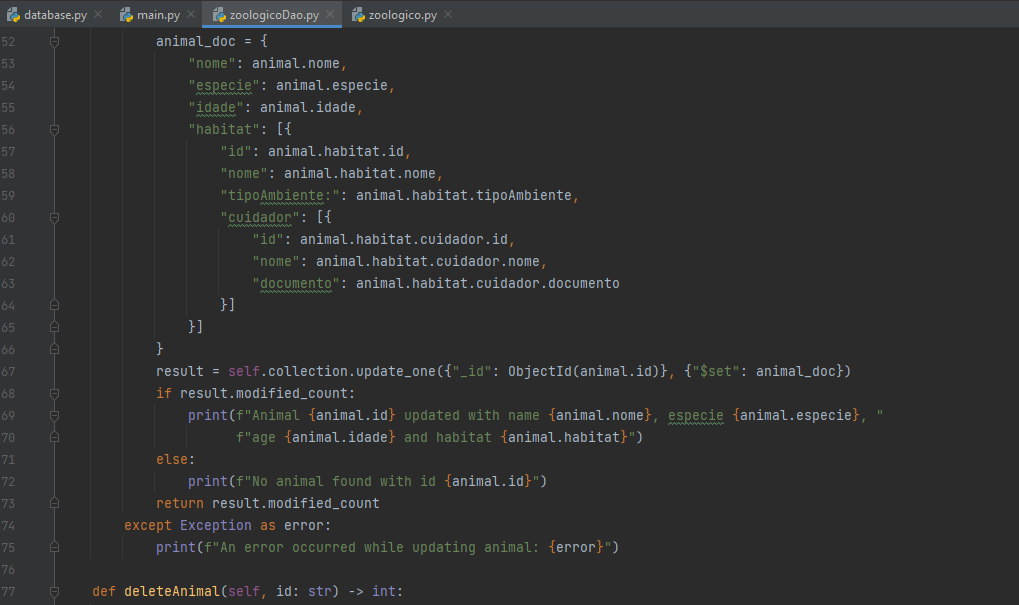 database.py main.py zoologicoDao.py zoologico.py
52 animal_doc = {
53 "nome": animal.nome,
54 "especie": animal.especie,
55 "idade": animal.idade,
56 "habitat": [{
57 "id": animal.habitat.id,
58 "nome": animal.habitat.nome,
59 "tipoAmbiente:": animal.habitat.tipoAmbiente,
60 "cuidador": [{
61 "id": animal.habitat.cuidador.id,
62 "nome": animal.habitat.cuidador.nome,
63 "documento": animal.habitat.cuidador.documento
64 }]
65 }]
66 }
67 result = self.collection.update_one({"_id": ObjectId(animal.id)}, {"$set": animal_doc})
68 if result.modified_count:
69 print(f"Animal {animal.id} updated with name {animal.nome}, especie {animal.especie}, "
70 f"age {animal.idade} and habitat {animal.habitat}")
71 else:
72 print(f"No animal found with id {animal.id}")
73 return result.modified_count
74 except Exception as error:
75 print(f"An error occurred while updating animal: {error}")
76
77 def deleteAnimal(self, id: str) -> int: